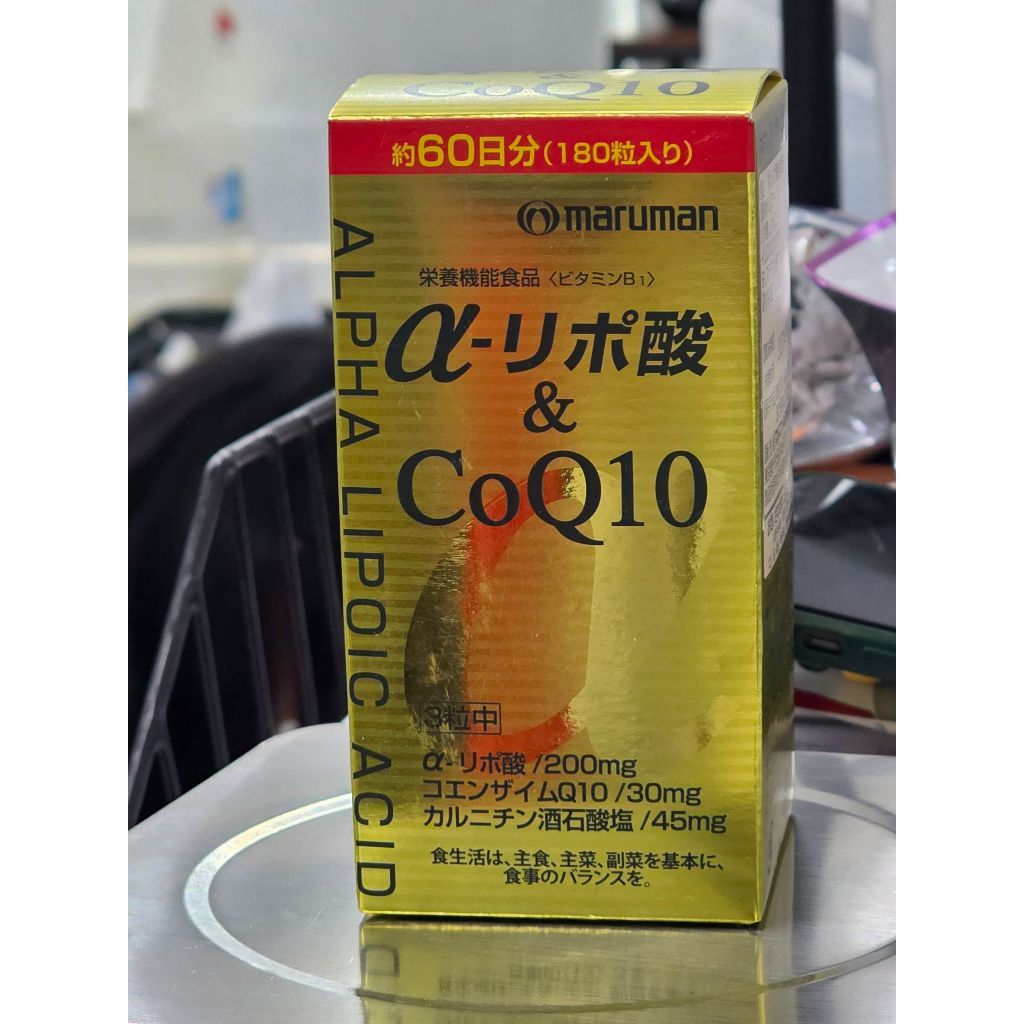 & CoQ10
約60日分(180粒入り)
maruman
栄養機能食品〈ビタミンB1〉
α-リポ酸
&
CoQ10
ALPHA LIPOIC ACID
3粒中
α-リポ酸/200mg
コエンザイムQ10/30mg
カルニチン酒石酸塩/45mg
食生活は、主食、主菜、副菜を基本に、
食事のバランスを。